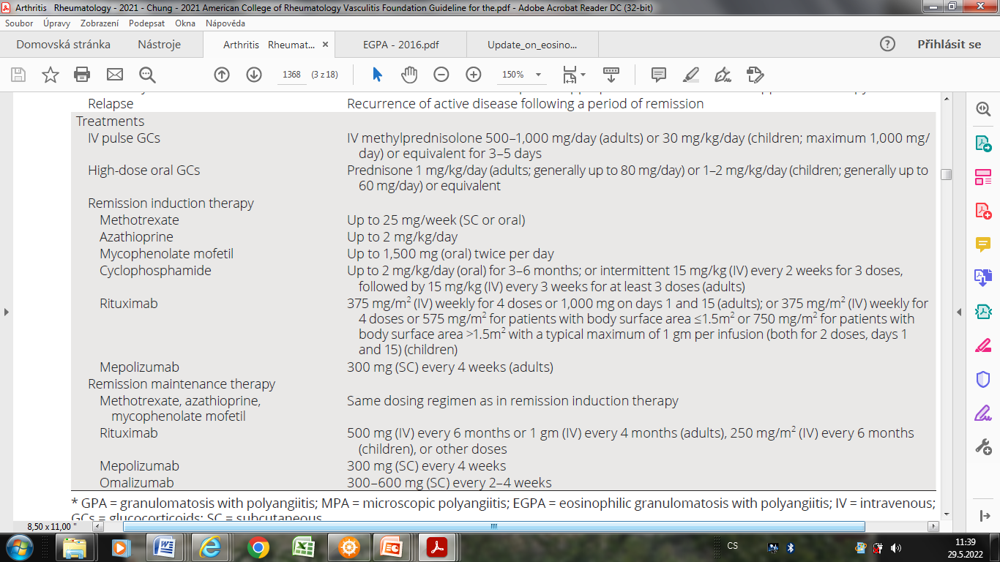 Arthritis Rheumatology - 2021 - Chung - 2021 American College of Rheumatology Vasculitis Foundation Guideline for the.pdf - Adobe Acrobat Reader DC (32-bit)
Soubor Úpravy Zobrazení Podepsat Okna Nápověda
Domovská stránka Nástroje Arthritis Rheumat... × EGPA - 2016.pdf Update_on_eosino... Přihlásit se
1368 (3 z 18) 150%
Relapse Recurrence of active disease following a period of remission
Treatments
IV pulse GCs IV methylprednisolone 500–1,000 mg/day (adults) or 30 mg/kg/day (children; maximum 1,000 mg/
day) or equivalent for 3–5 days
High-dose oral GCs Prednisone 1 mg/kg/day (adults; generally up to 80 mg/day) or 1–2 mg/kg/day (children; generally up to
60 mg/day) or equivalent
Remission induction therapy
Methotrexate Up to 25 mg/week (SC or oral)
Azathioprine Up to 2 mg/kg/day
Mycophenolate mofetil Up to 1,500 mg (oral) twice per day
Cyclophosphamide Up to 2 mg/kg/day (oral) for 3–6 months; or intermittent 15 mg/kg (IV) every 2 weeks for 3 doses,
followed by 15 mg/kg (IV) every 3 weeks for at least 3 doses (adults)
Rituximab 375 mg/m² (IV) weekly for 4 doses or 1,000 mg on days 1 and 15 (adults); or 375 mg/m² (IV) weekly for
4 doses or 575 mg/m² for patients with body surface area ≤1.5m² or 750 mg/m² for patients with
body surface area >1.5m² with a typical maximum of 1 gm per infusion (both for 2 doses, days 1
and 15) (children)
Mepolizumab 300 mg (SC) every 4 weeks (adults)
Remission maintenance therapy
Methotrexate, azathioprine, Same dosing regimen as in remission induction therapy
mycophenolate mofetil
Rituximab 500 mg (IV) every 6 months or 1 gm (IV) every 4 months (adults), 250 mg/m² (IV) every 6 months
(children), or other doses
Mepolizumab 300 mg (SC) every 4 weeks
Omalizumab 300–600 mg (SC) every 2–4 weeks
* GPA = granulomatosis with polyangiitis; MPA = microscopic polyangiitis; EGPA = eosinophilic granulomatosis with polyangiitis; IV = intravenous;
GCs = glucocorticoids; SC = subcutaneous
8,50 x 11,00 "
CS 11:39
29.5.2022